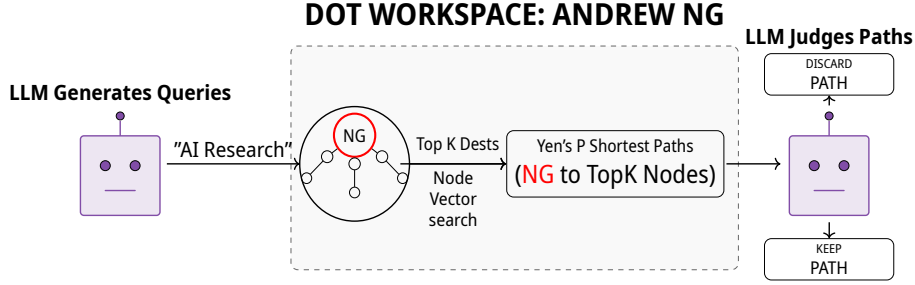 DOT WORKSPACE: ANDREW NG
LLM Generates Queries
"AI Research"
NG
Top K Dests
Node
Vector
search
Yen's P Shortest Paths
(NG to TopK Nodes)
LLM Judges Paths
DISCARD
PATH
KEEP
PATH